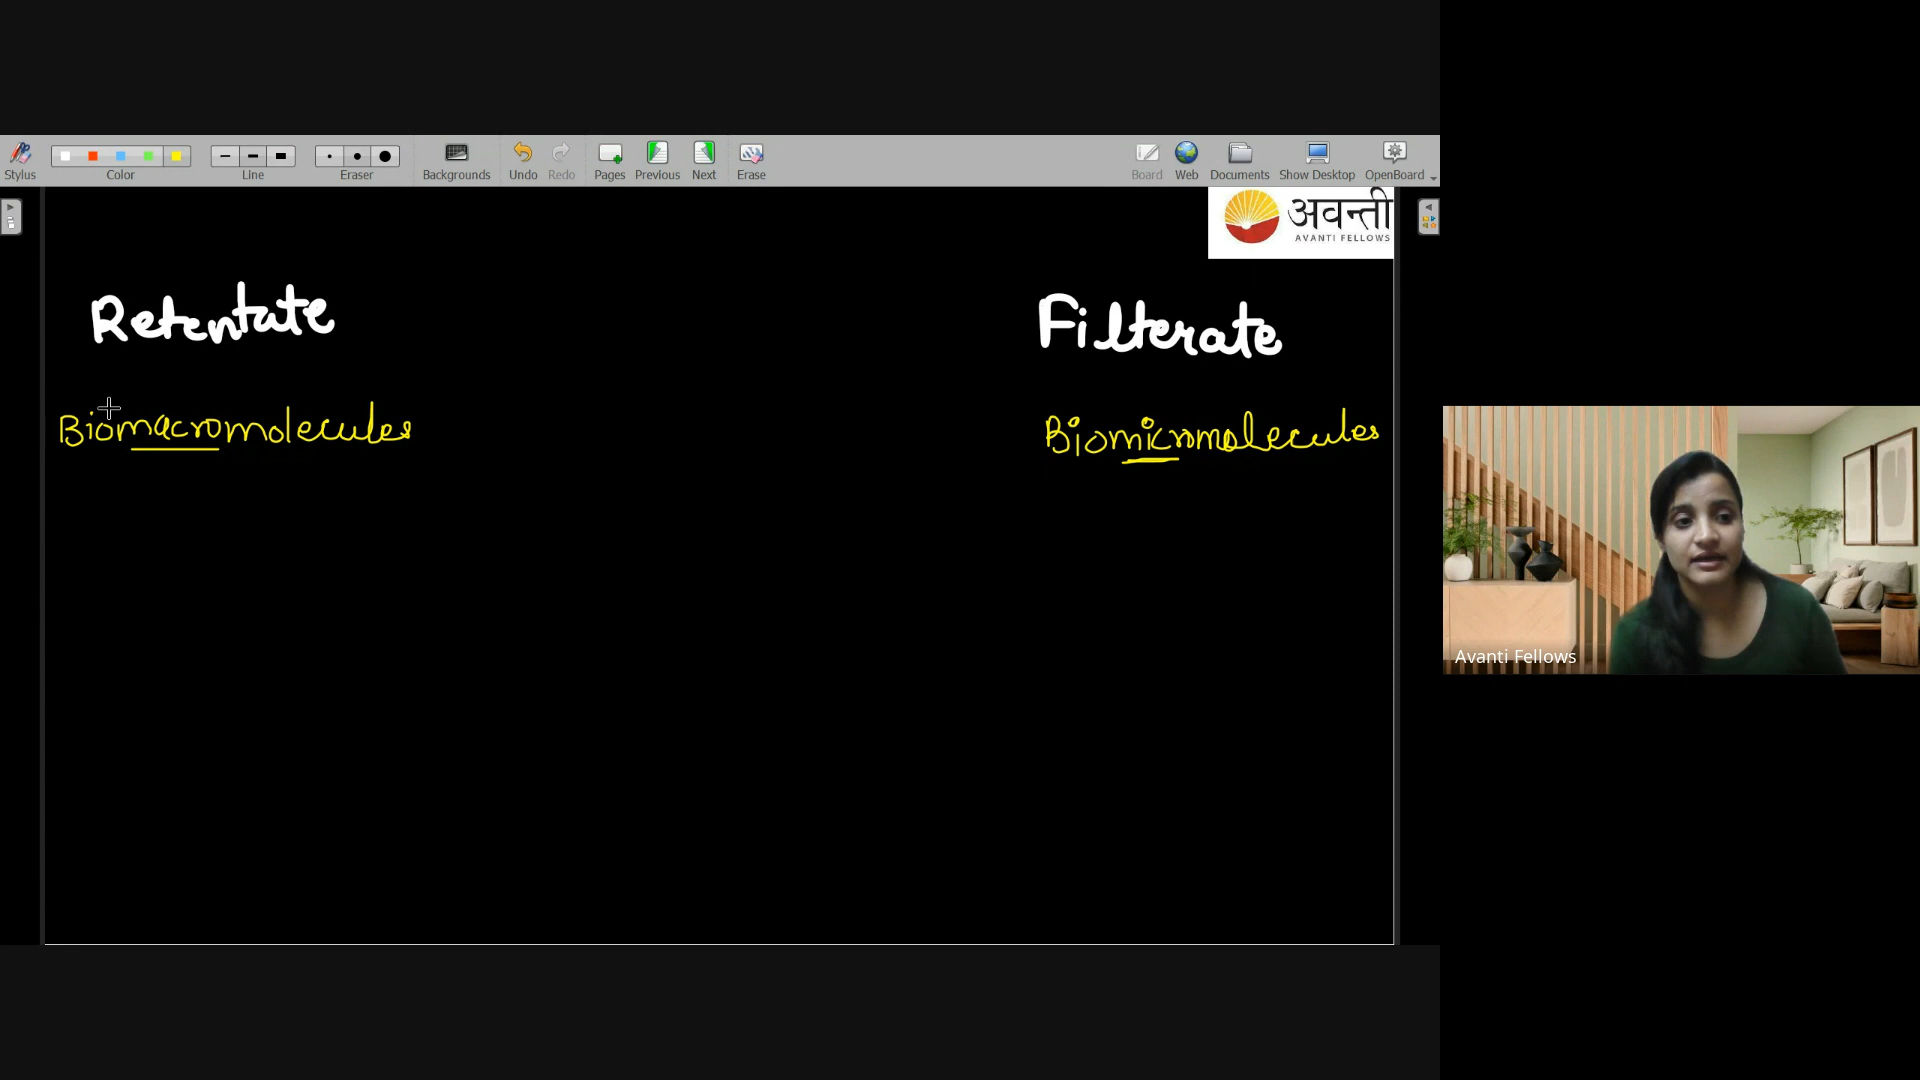 Stylus
Color
Line
Eraser
Backgrounds
Undo
Redo
Pages
Previous
Next
Erase
Board
Web
Documents
Show Desktop
OpenBoard
अवन्ती
AVANTI FELLOWS
Retentate
Filterate
Biomacromolecules
Biomicromolecules
Avanti Fellows